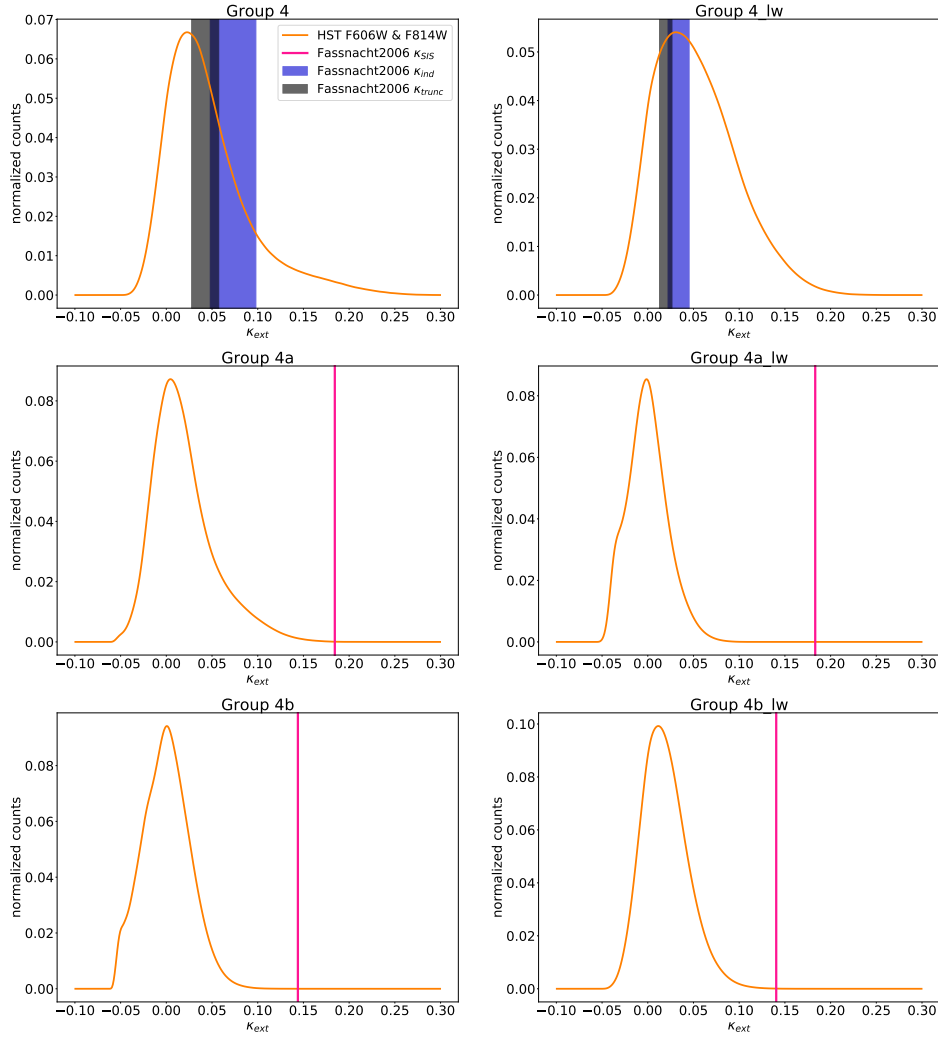 Group 4
0.07
0.06
0.05
0.04
0.03
0.02
0.01
0.00
normalized counts
−0.10 −0.05 0.00 0.05 0.10 0.15 0.20 0.25 0.30
κext
HST F606W & F814W
Fassnacht2006 κSIS
Fassnacht2006 κind
Fassnacht2006 κtrunc
Group 4_lw
0.05
0.04
0.03
0.02
0.01
0.00
normalized counts
−0.10 −0.05 0.00 0.05 0.10 0.15 0.20 0.25 0.30
κext
Group 4a
0.08
0.06
0.04
0.02
0.00
normalized counts
−0.10 −0.05 0.00 0.05 0.10 0.15 0.20 0.25 0.30
κext
Group 4a_lw
0.08
0.06
0.04
0.02
0.00
normalized counts
−0.10 −0.05 0.00 0.05 0.10 0.15 0.20 0.25 0.30
κext
Group 4b
0.08
0.06
0.04
0.02
0.00
normalized counts
−0.10 −0.05 0.00 0.05 0.10 0.15 0.20 0.25 0.30
κext
Group 4b_lw
0.10
0.08
0.06
0.04
0.02
0.00
normalized counts
−0.10 −0.05 0.00 0.05 0.10 0.15 0.20 0.25 0.30
κext